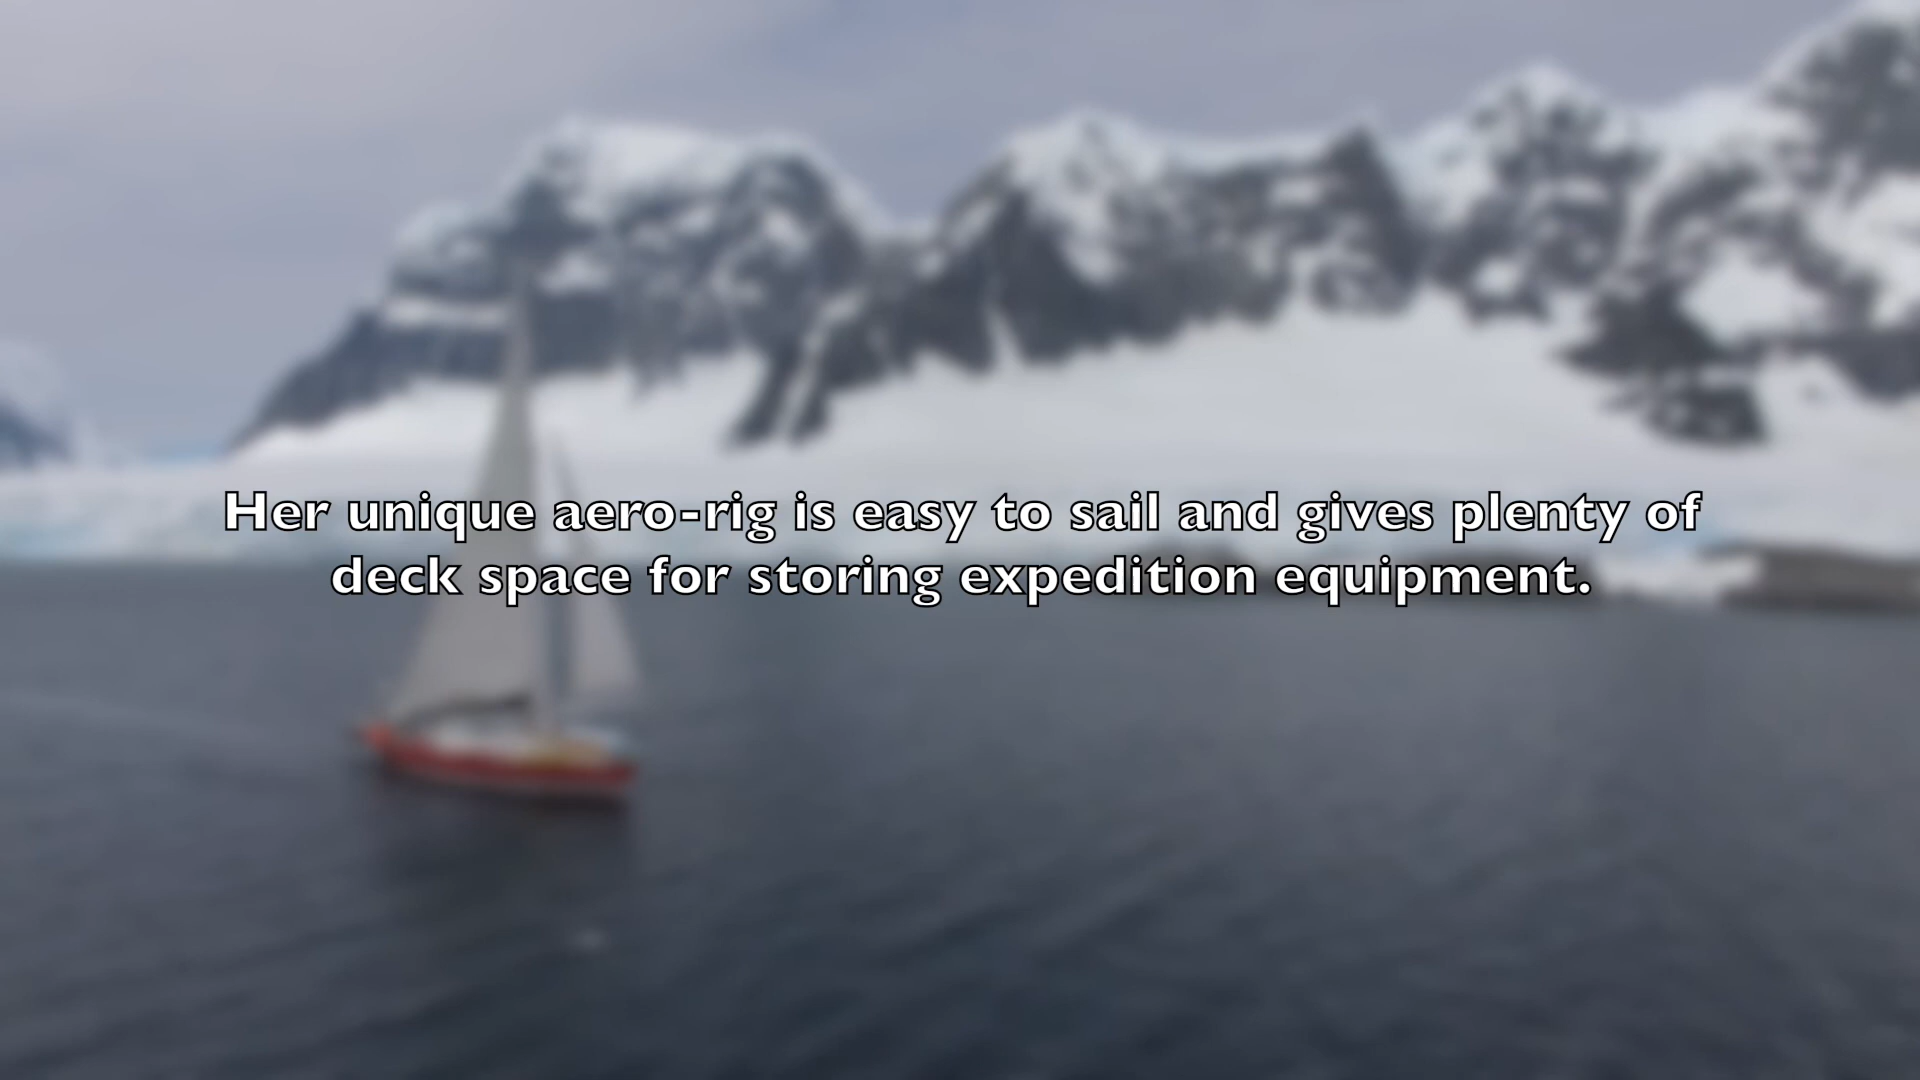 Her unique aero-rig is easy to sail and gives plenty of
deck space for storing expedition equipment.